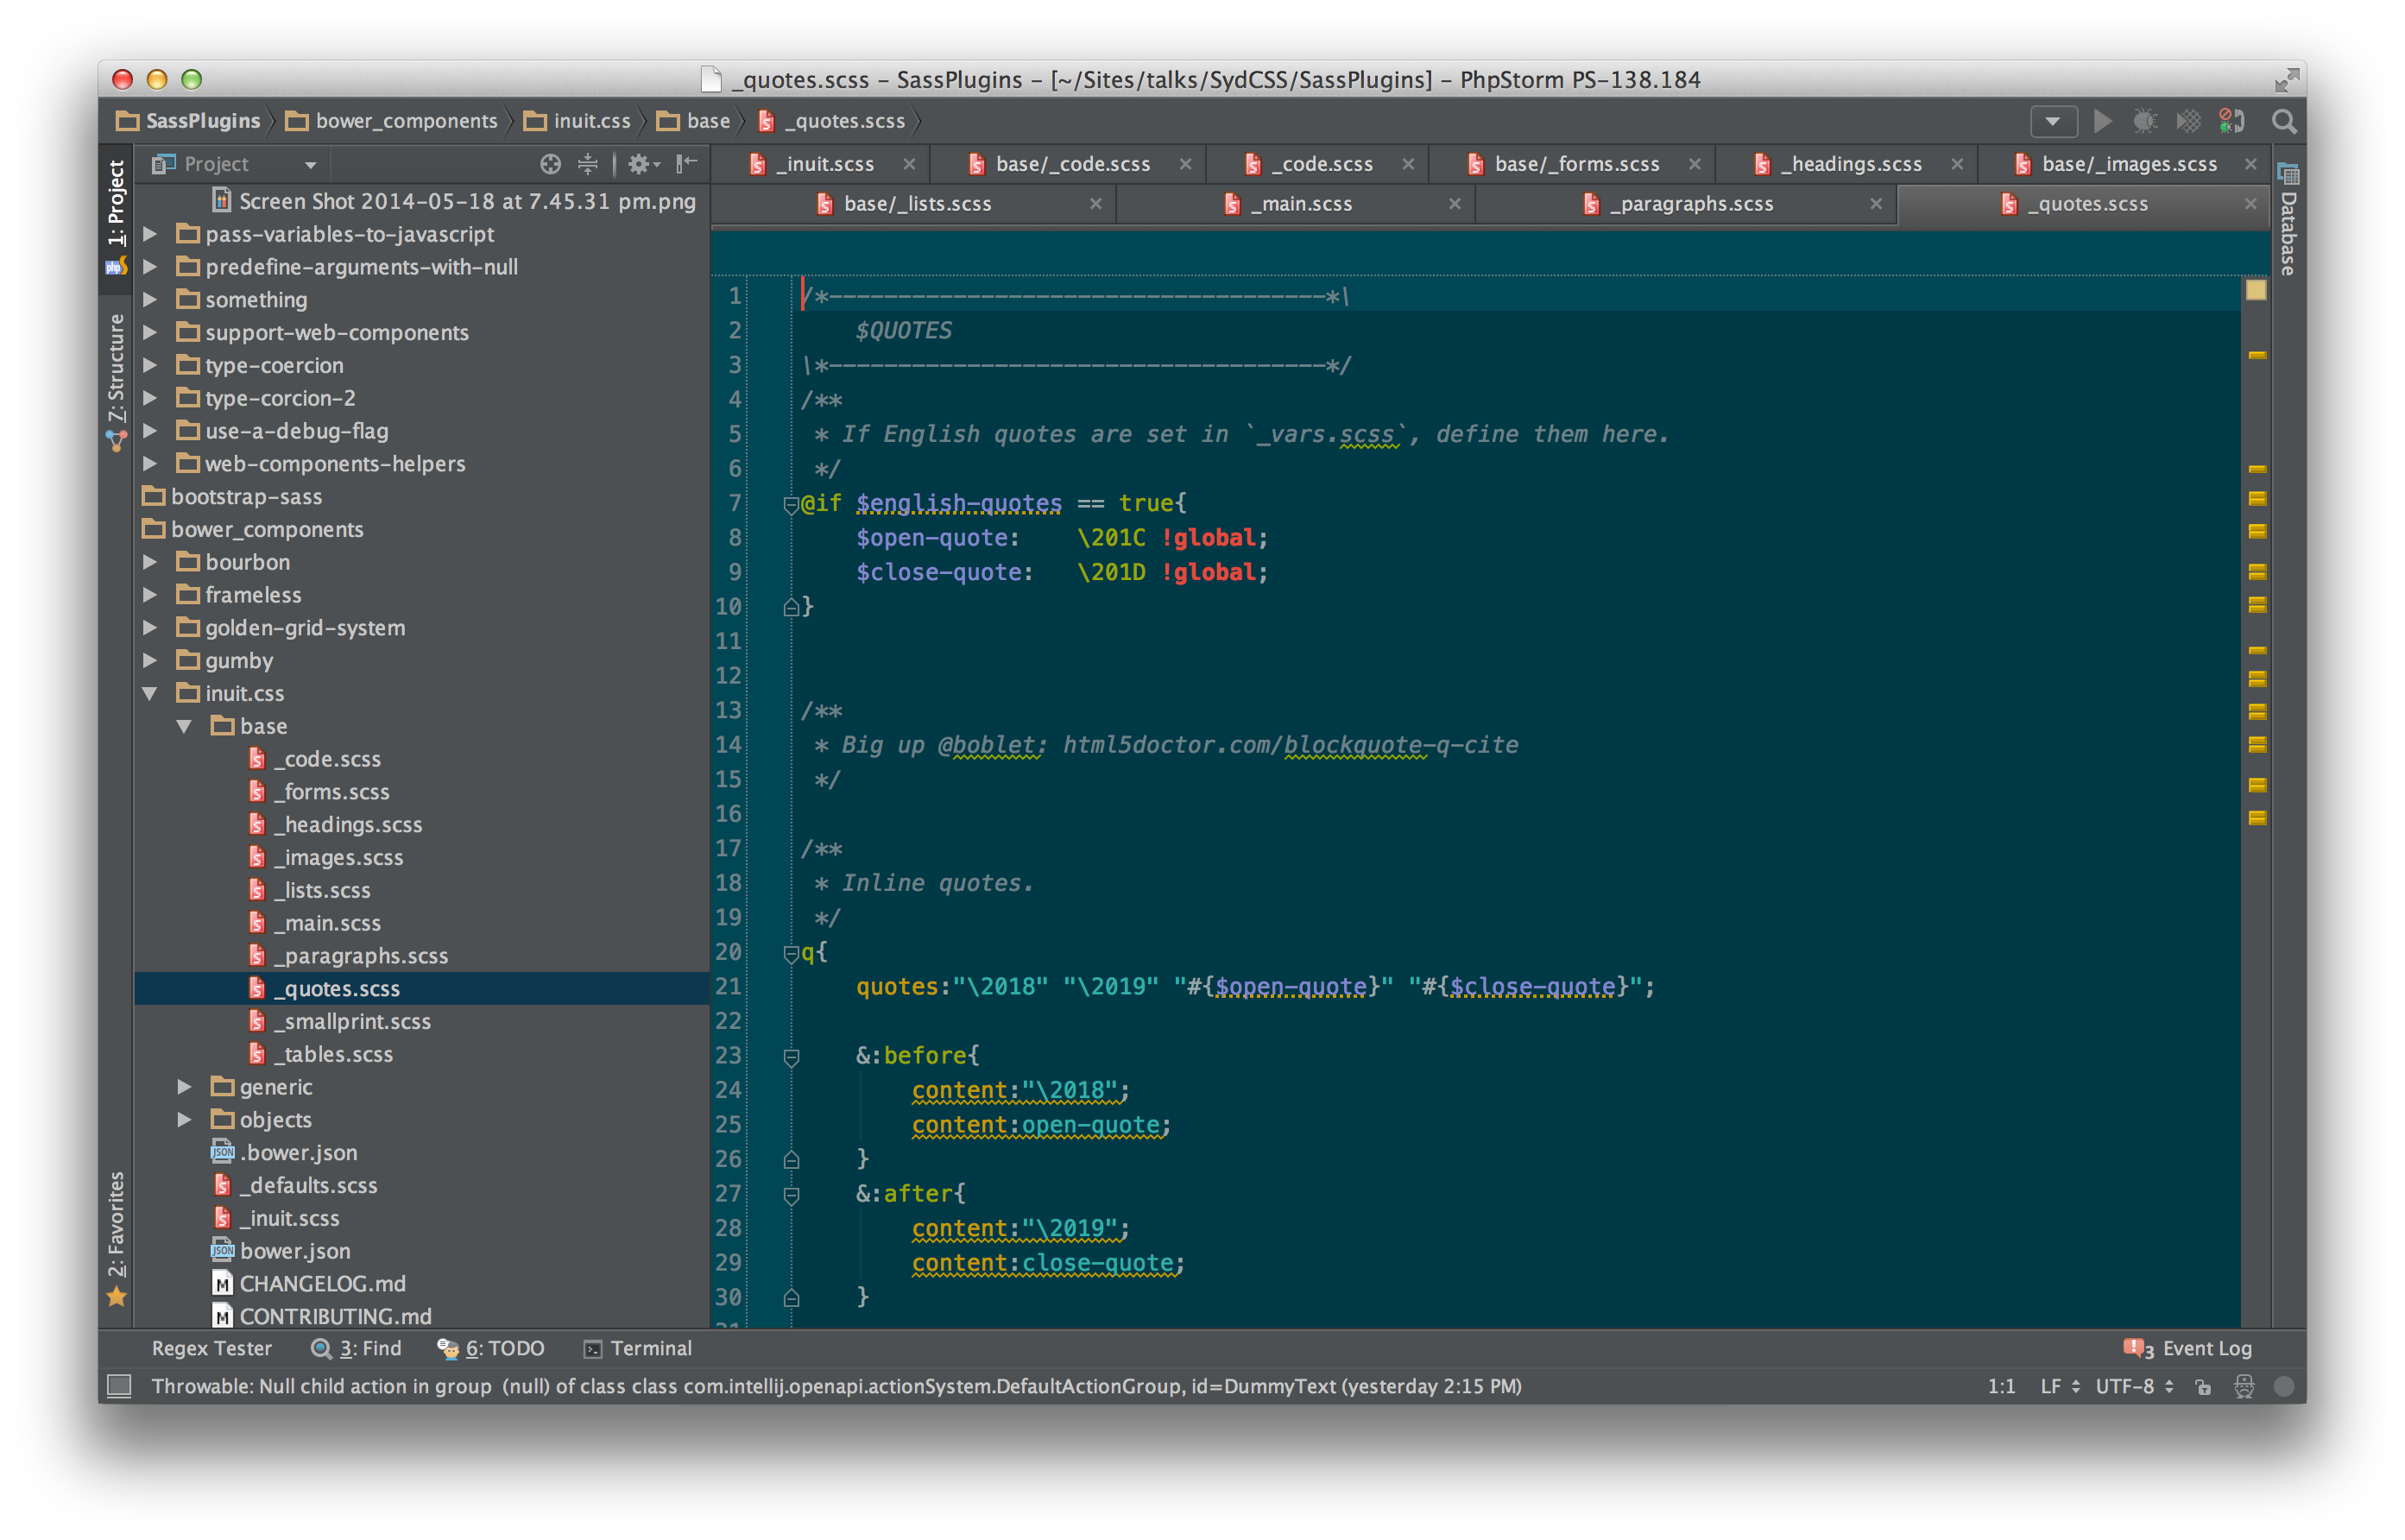 _quotes.scss – SassPlugins – [~/Sites/talks/SydCSS/SassPlugins] – PhpStorm PS-138.184
SassPlugins bower_components inuit.css base _quotes.scss
1: Project
7: Structure
2: Favorites
Project
Screen Shot 2014-05-18 at 7.45.31 pm.png
pass-variables-to-javascript
predefine-arguments-with-null
something
support-web-components
type-coercion
type-corcion-2
use-a-debug-flag
web-components-helpers
bootstrap-sass
bower_components
bourbon
frameless
golden-grid-system
gumby
inuit.css
base
_code.scss
_forms.scss
_headings.scss
_images.scss
_lists.scss
_main.scss
_paragraphs.scss
_quotes.scss
_smallprint.scss
_tables.scss
generic
objects
.bower.json
_defaults.scss
_inuit.scss
bower.json
CHANGELOG.md
CONTRIBUTING.md
_inuit.scss base/_code.scss _code.scss base/_forms.scss _headings.scss base/_images.scss
base/_lists.scss _main.scss _paragraphs.scss _quotes.scss
1 /*------------------------------------*\
2 $QUOTES
3 \*------------------------------------*/
4 /**
5 * If English quotes are set in `_vars.scss`, define them here.
6 */
7 @if $english-quotes == true{
8 $open-quote: \201C !global;
9 $close-quote: \201D !global;
10 }
11
12
13 /**
14 * Big up @boblet: html5doctor.com/blockquote-q-cite
15 */
16
17 /**
18 * Inline quotes.
19 */
20 q{
21 quotes:"\2018" "\2019" "#{$open-quote}" "#{$close-quote}";
22
23 &:before{
24 content:"\2018";
25 content:open-quote;
26 }
27 &:after{
28 content:"\2019";
29 content:close-quote;
30 }
Database
Regex Tester 3: Find 6: TODO Terminal 3 Event Log
Throwable: Null child action in group (null) of class class com.intellij.openapi.actionSystem.DefaultActionGroup, id=DummyText (yesterday 2:15 PM) 1:1 LF UTF-8